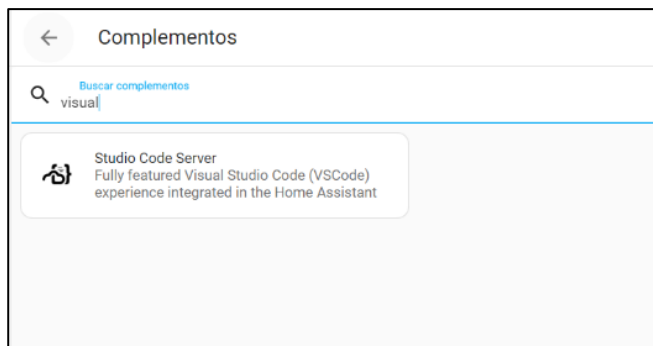 Complementos
Buscar complementos
visual
Studio Code Server
Fully featured Visual Studio Code (VSCode)
experience integrated in the Home Assistant